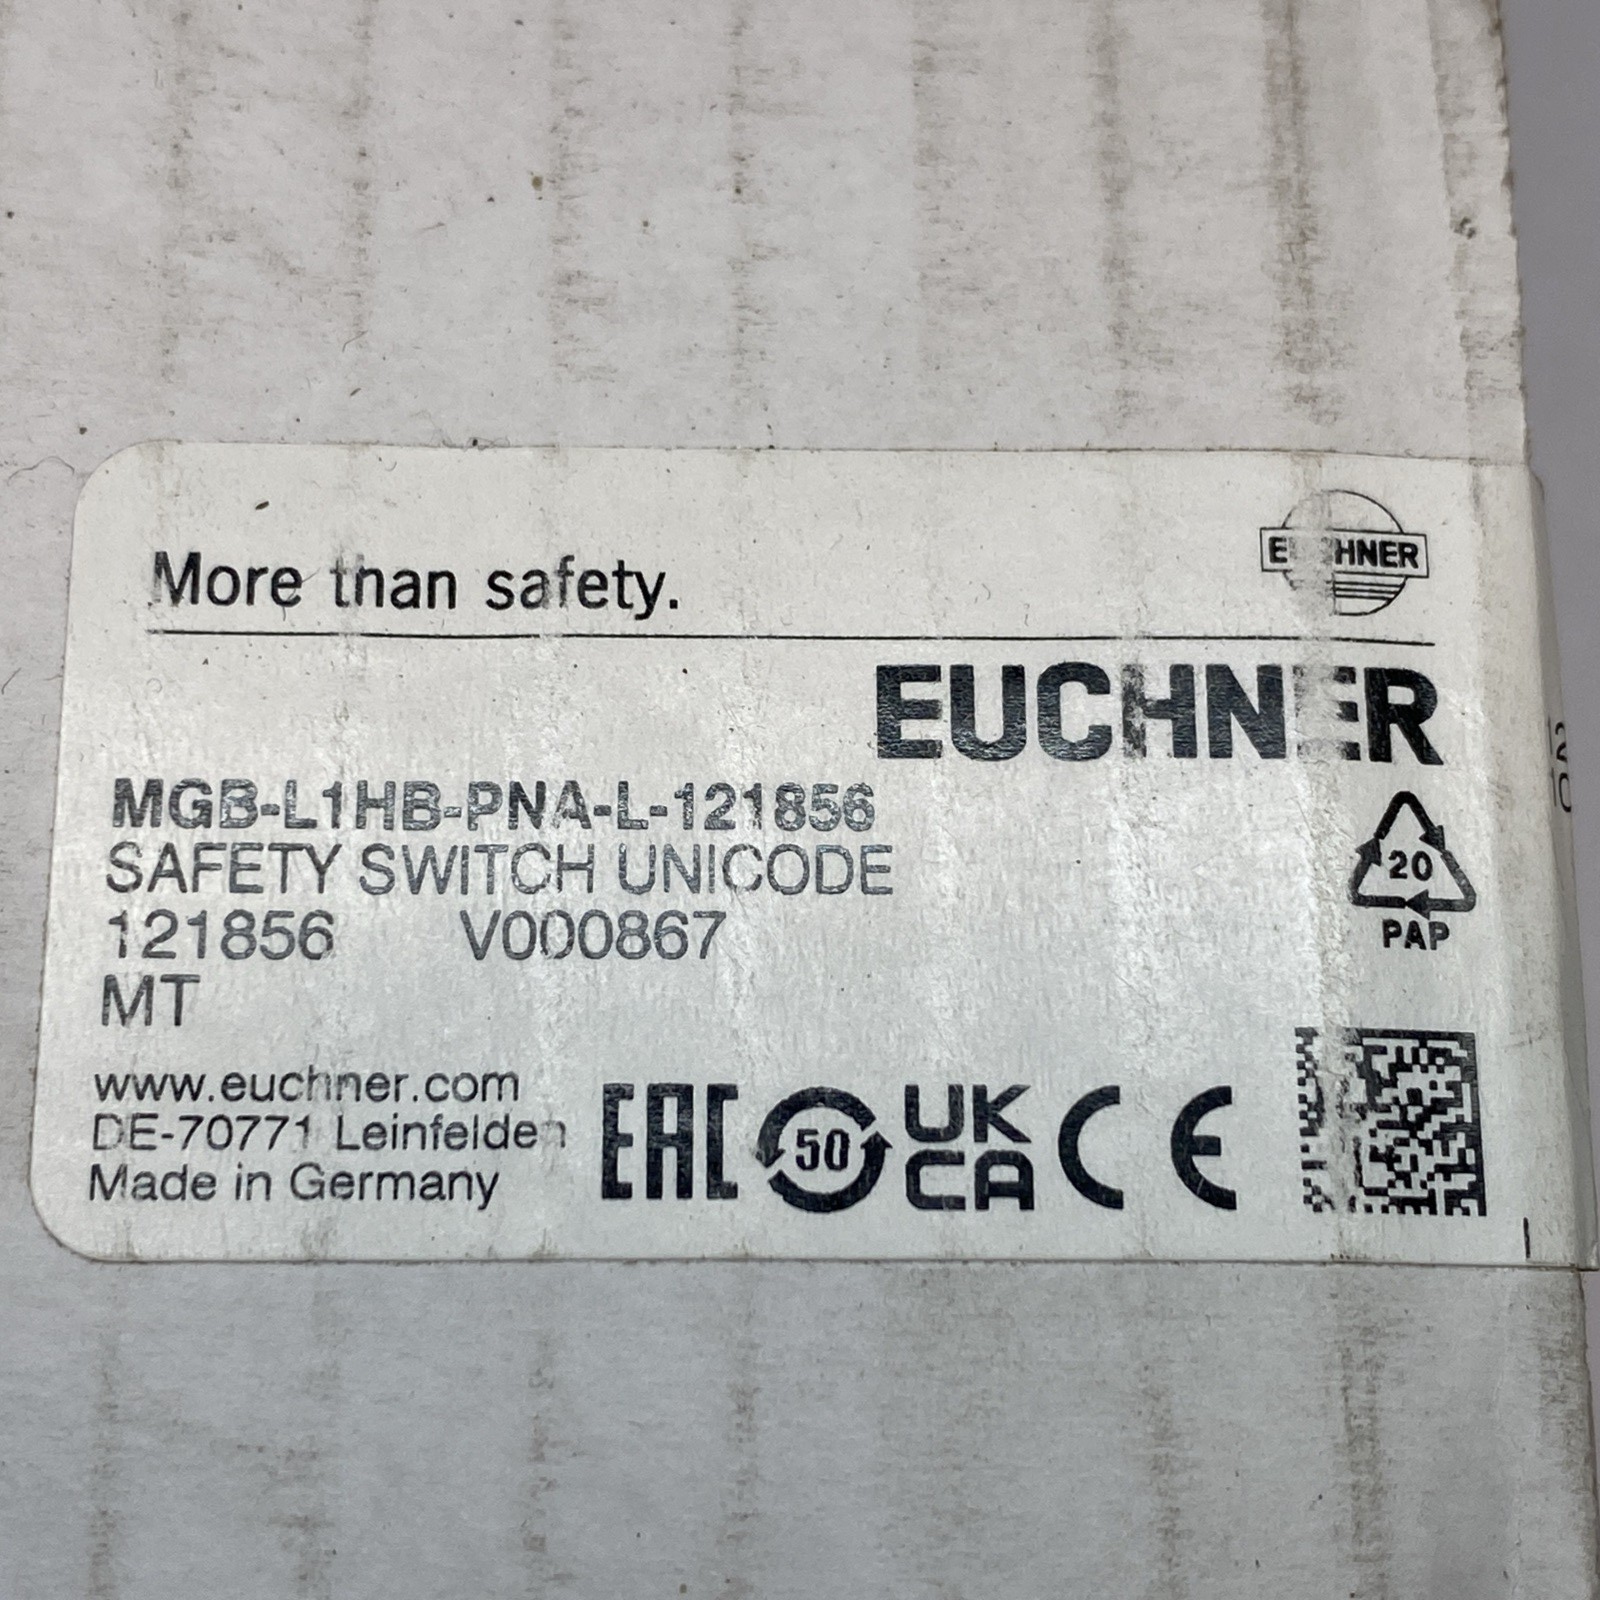 More than safety.
EUCHNER
EUCHNER
MGB-L1HB-PNA-L-121856
SAFETY SWITCH UNICODE
121856 V000867
MT
20
PAP
www.euchner.com
DE-70771 Leinfelden
Made in Germany
EAC 50 UK CA CE